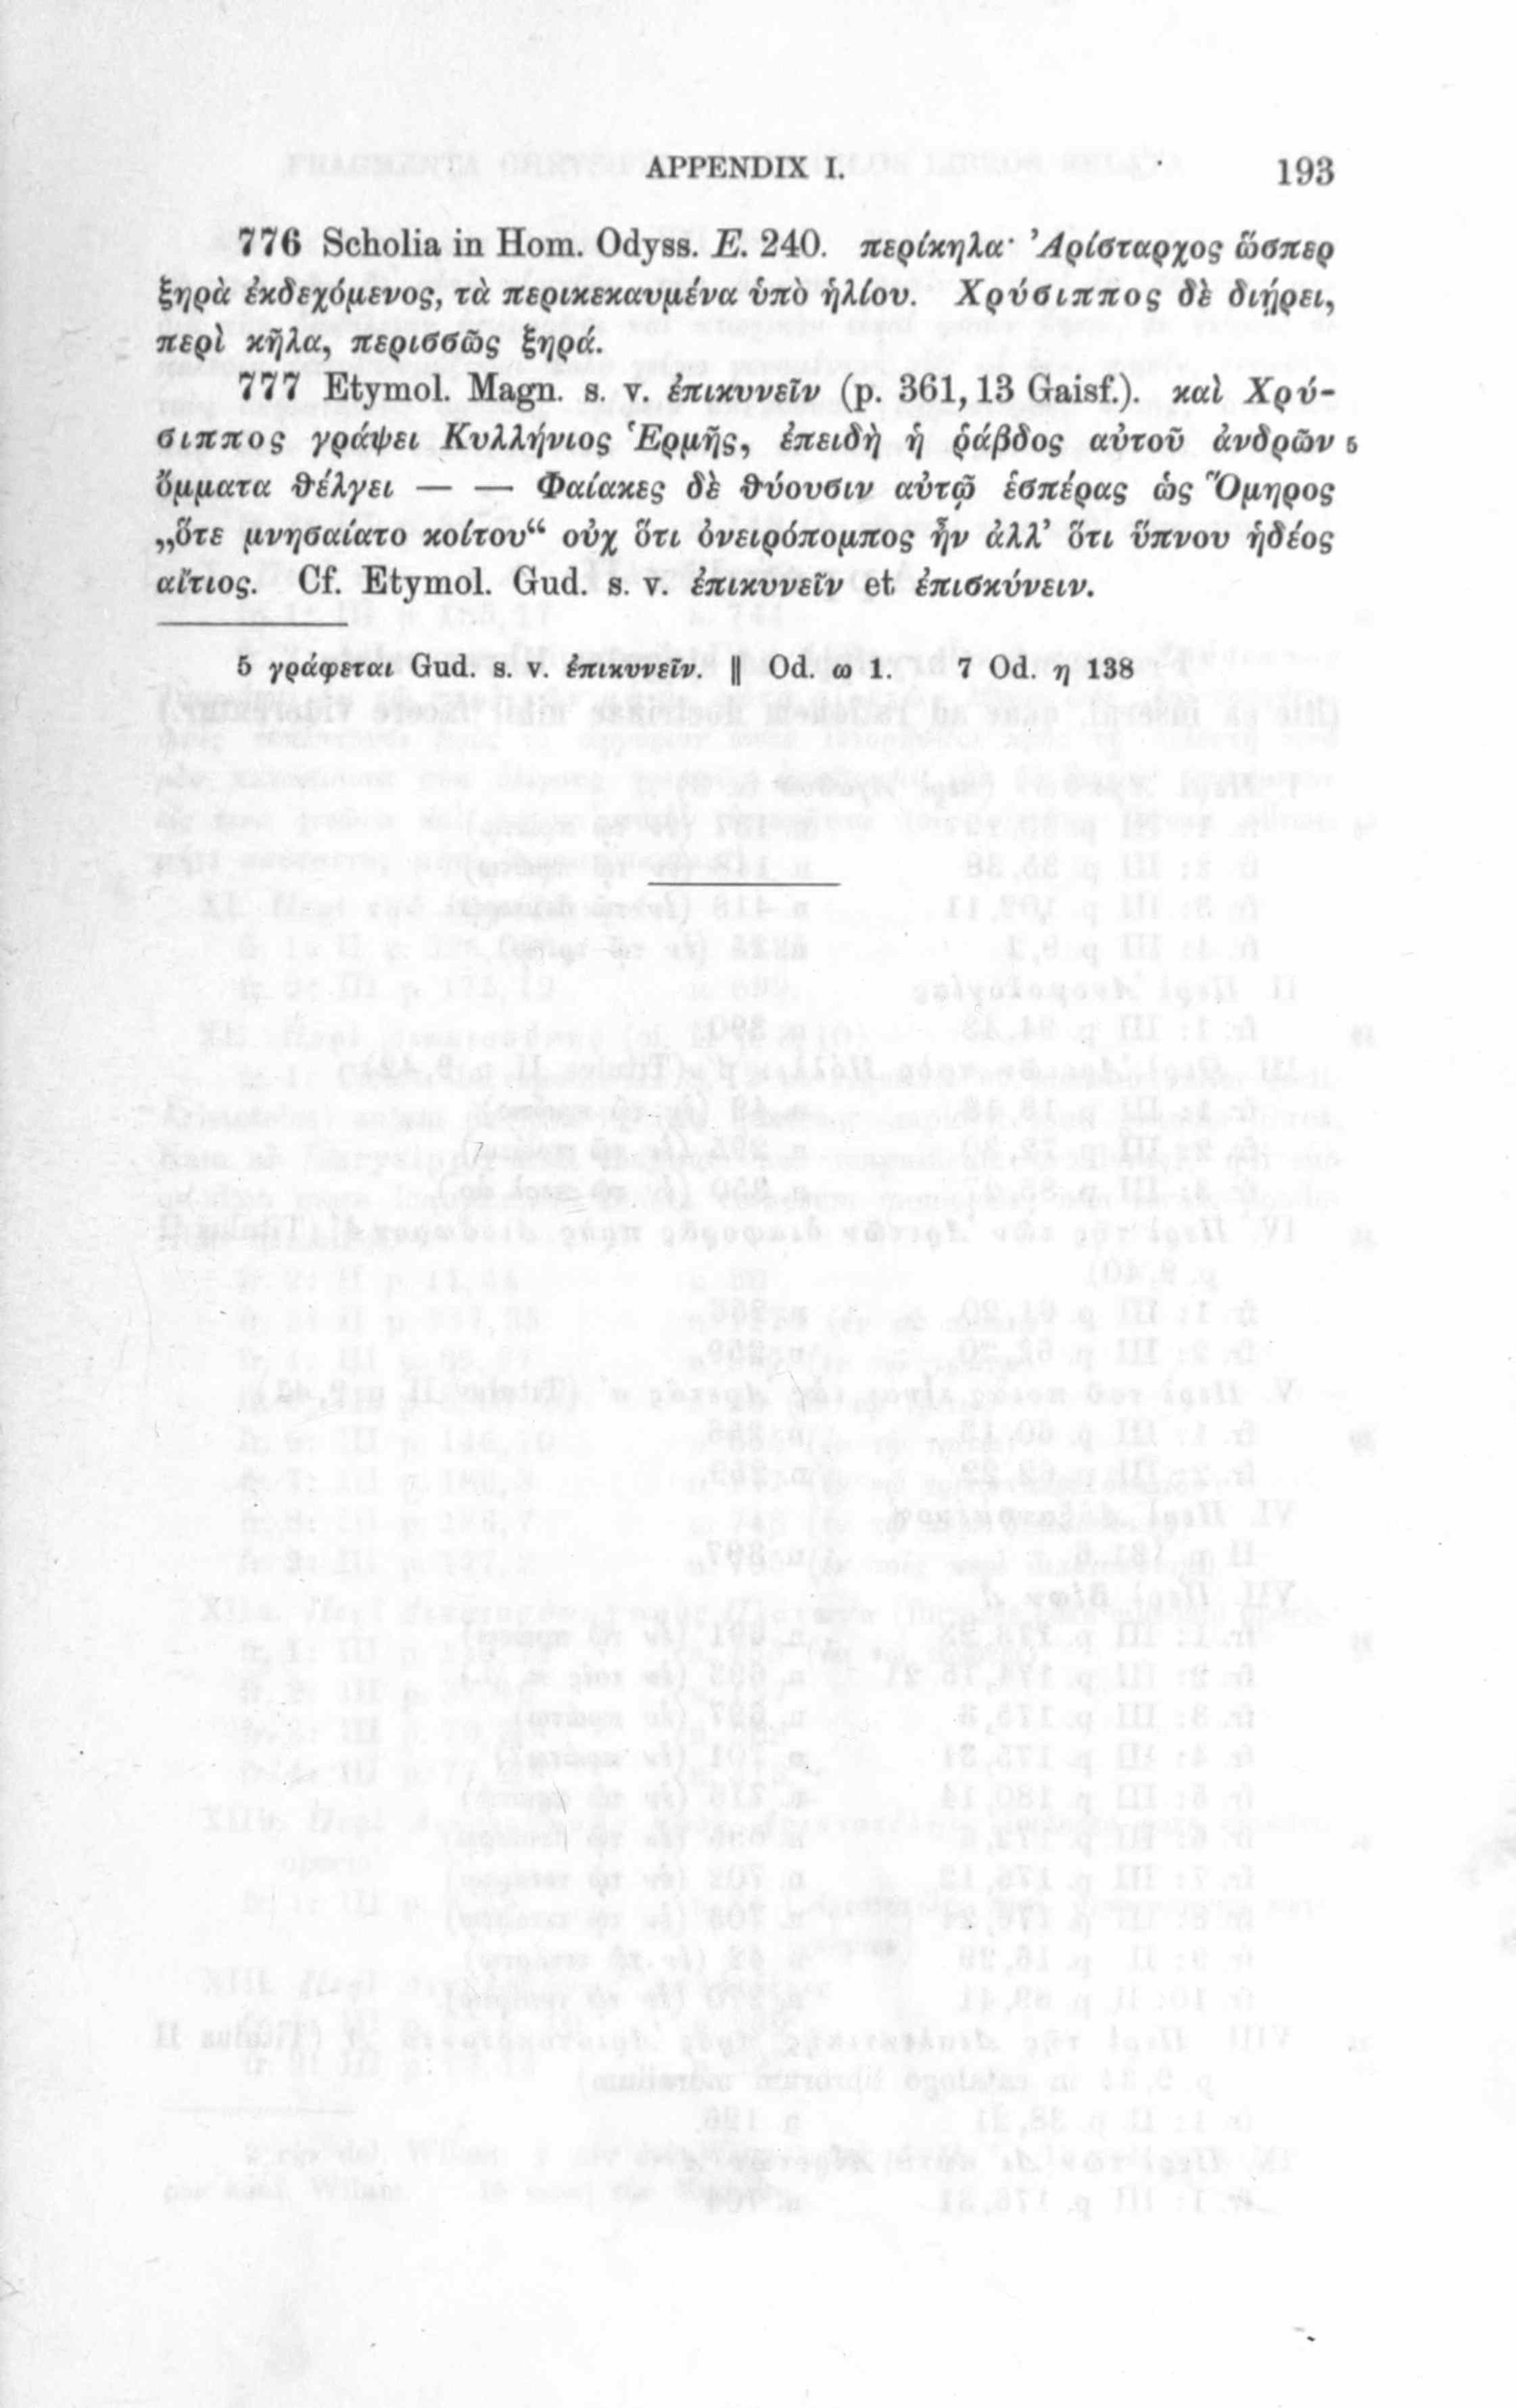 APPENDIX I. 193
776 Scholia in Hom. Odyss. E. 240. περίκηλα· Ἀρίσταρχος ὥσπερ
ξηρὰ ἐκδεχόμενος, τὰ περικεκαυμένα ὑπὸ ἡλίου. Χρύσιππος δὲ διῄρει,
περὶ κῆλα, περισσῶς ξηρά.
777 Etymol. Magn. s. v. ἐπικυνεῖν (p. 361,13 Gaisf.). καὶ Χρύ-
σιππος γράψει Κυλλήνιος Ἑρμῆς, ἐπειδὴ ἡ ῥάβδος αὐτοῦ ἀνδρῶν 5
ὄμματα θέλγει — — Φαίακες δὲ θύουσιν αὐτῷ ἑσπέρας ὡς Ὅμηρος
„ὅτε μνησαίατο κοίτου“ οὐχ ὅτι ὀνειρόπομπος ἦν ἀλλ’ ὅτι ὕπνου ἡδέος
αἴτιος. Cf. Etymol. Gud. s. v. ἐπικυνεῖν et ἐπισκύνειν.
5 γράφεται Gud. s. v. ἐπικυνεῖν. || Od. ω 1. 7 Od. η 138